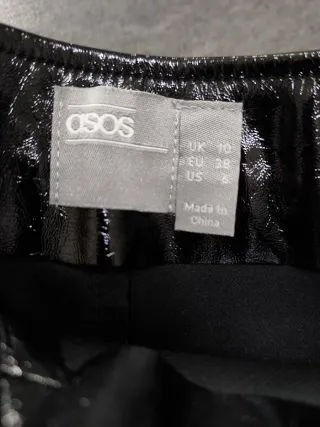 asos
UK 10
EU 38
US 6
Made in
China